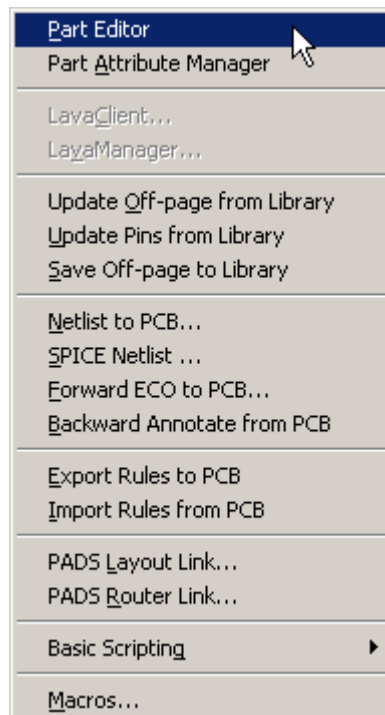 Part Editor
Part Attribute Manager
LavaClient...
LavaManager...
Update Off-page from Library
Update Pins from Library
Save Off-page to Library
Netlist to PCB...
SPICE Netlist ...
Forward ECO to PCB...
Backward Annotate from PCB
Export Rules to PCB
Import Rules from PCB
PADS Layout Link...
PADS Router Link...
Basic Scripting
Macros...